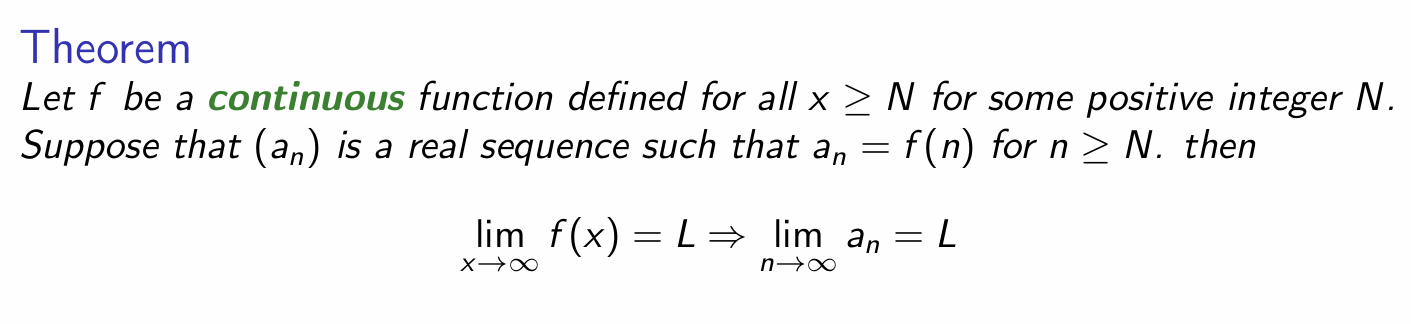 Theorem
Let f be a continuous function defined for all x ≥ N for some positive integer N.
Suppose that (aₙ) is a real sequence such that aₙ = f(n) for n ≥ N. then
lim_{x→∞} f(x) = L ⇒ lim_{n→∞} aₙ = L